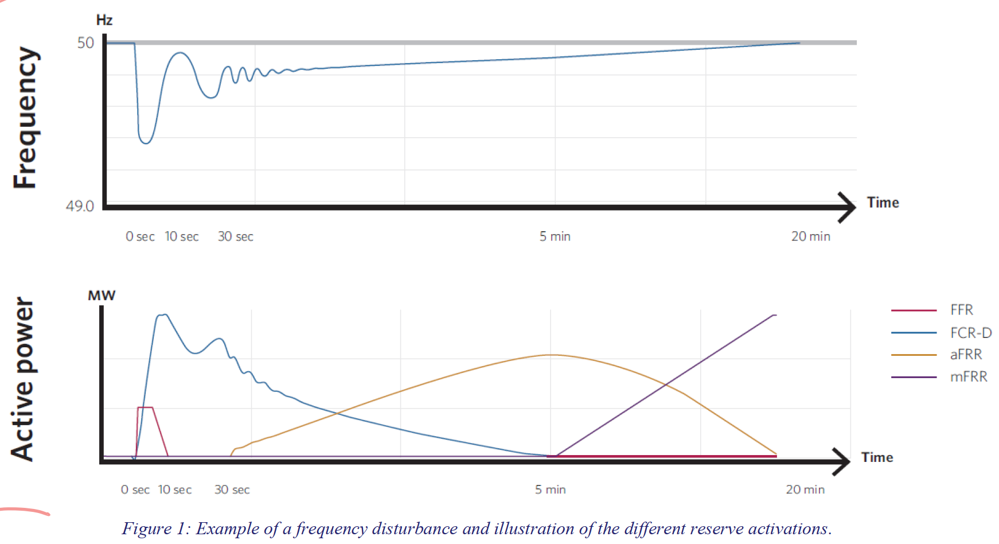 Hz
50
Frequency
49.0
Time
0 sec 10 sec 30 sec 5 min 20 min
MW
Active power
FFR
FCR-D
aFRR
mFRR
Time
0 sec 10 sec 30 sec 5 min 20 min
Figure 1: Example of a frequency disturbance and illustration of the different reserve activations.